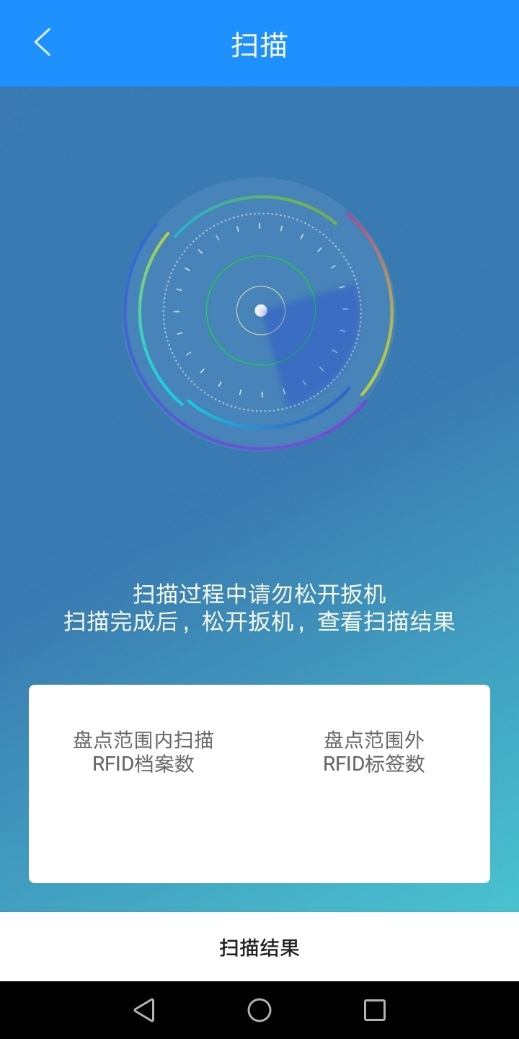 扫描
扫描过程中请勿松开扳机
扫描完成后，松开扳机，查看扫描结果
盘点范围内扫描
RFID档案数
盘点范围外
RFID标签数
扫描结果